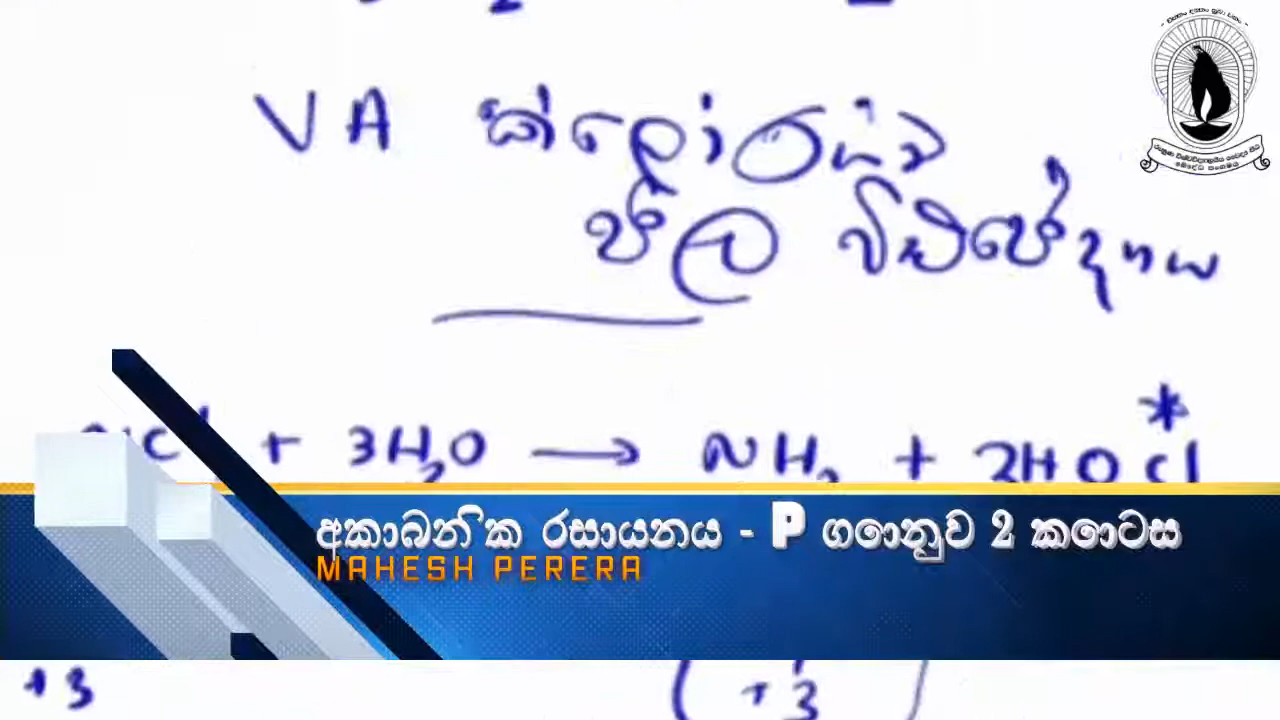 VA ක්ලෝරයිඩ
ජල විච්ඡේදනය
+ 3H₂O → NH₃ + 3HOCl *
අකාබනික රසායනය - P ගොනුව 2 කොටස
MAHESH PERERA
+3
( +3 )